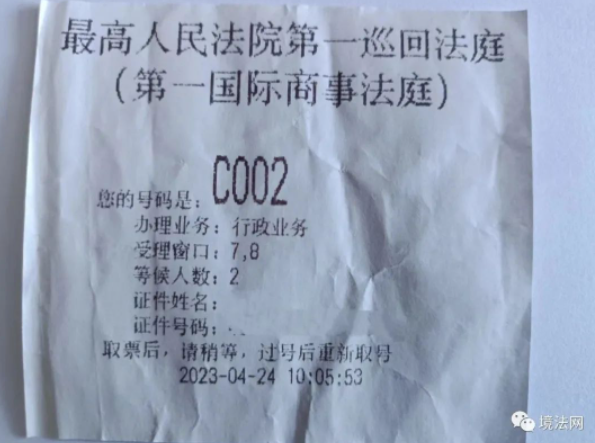 最高人民法院第一巡回法庭
(第一国际商事法庭)
您的号码是: C002
办理业务: 行政业务
受理窗口: 7,8
等候人数: 2
证件姓名:
证件号码:
取票后, 请稍等, 过号后重新取号
2023-04-24 10:05:53
境法网